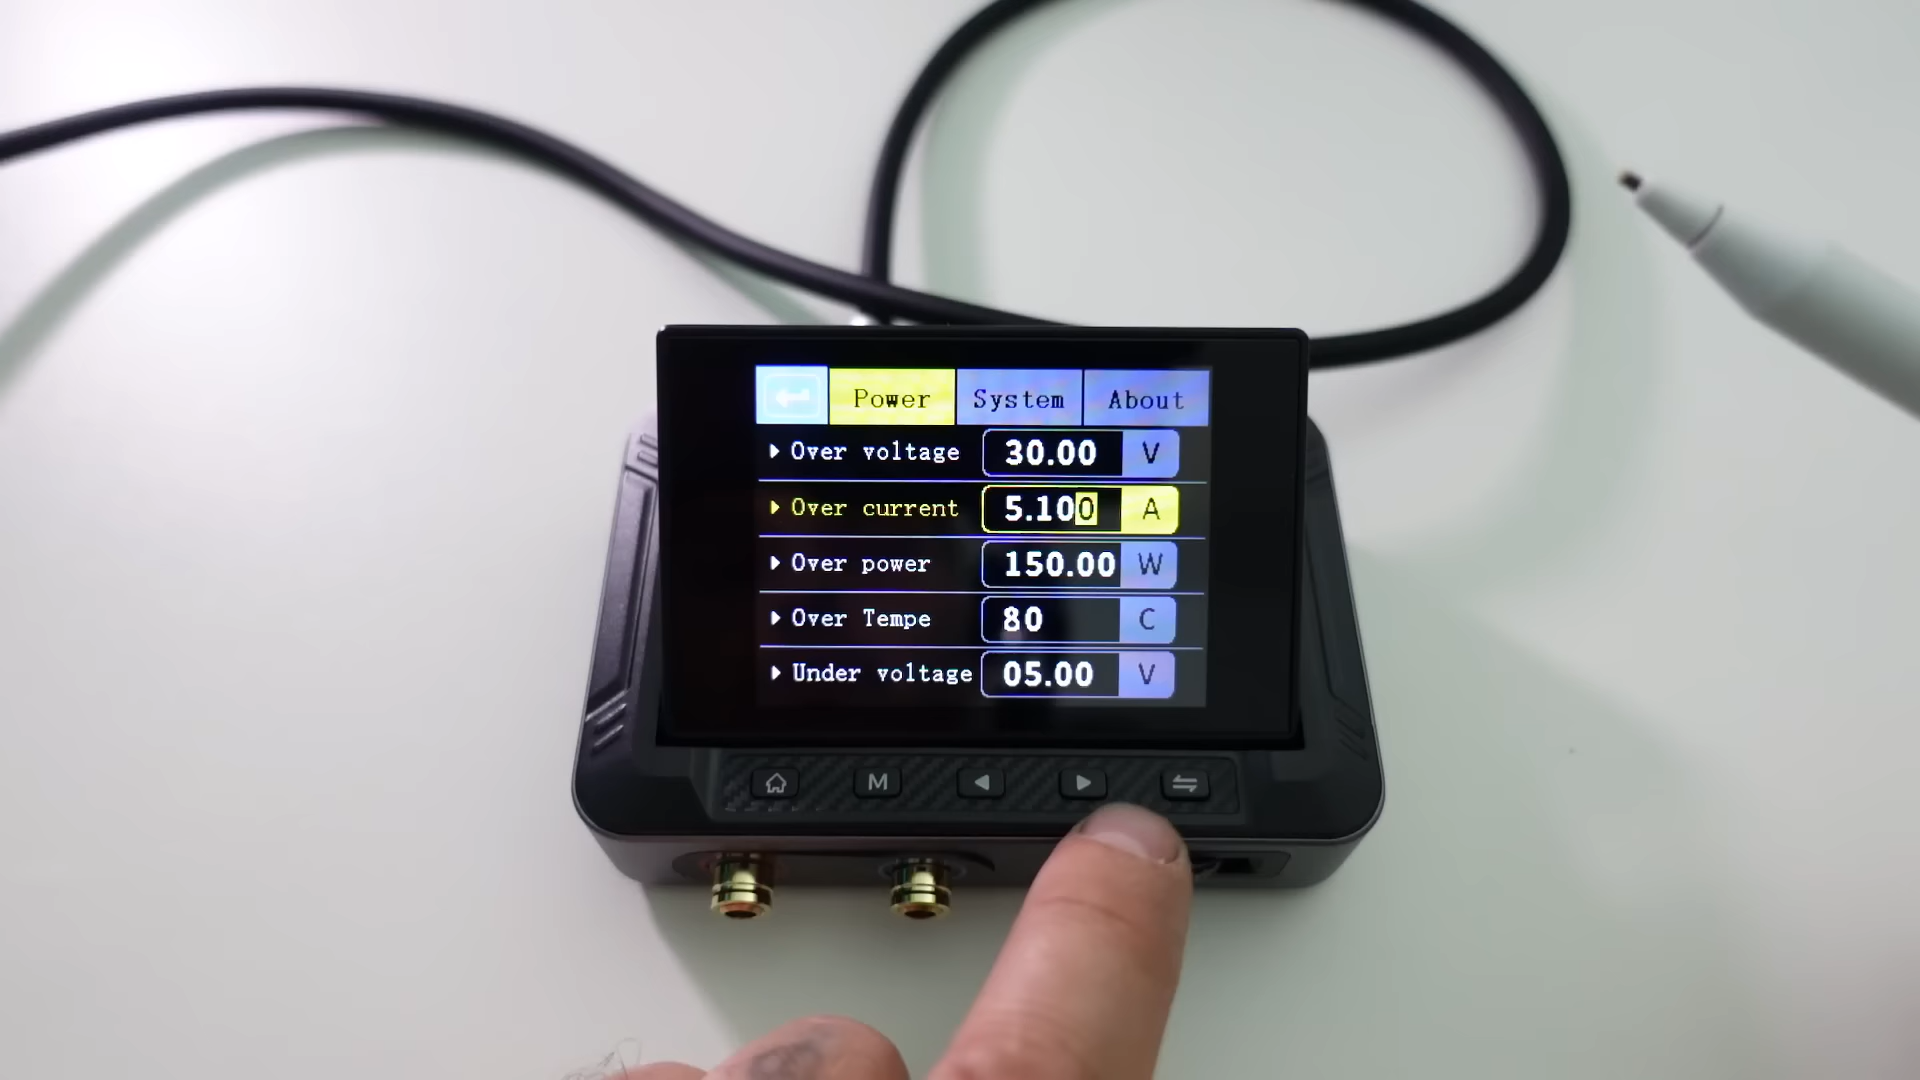 Power System About
Over voltage 30.00 V
Over current 5.100 A
Over power 150.00 W
Over Tempe 80 C
Under voltage 05.00 V
M